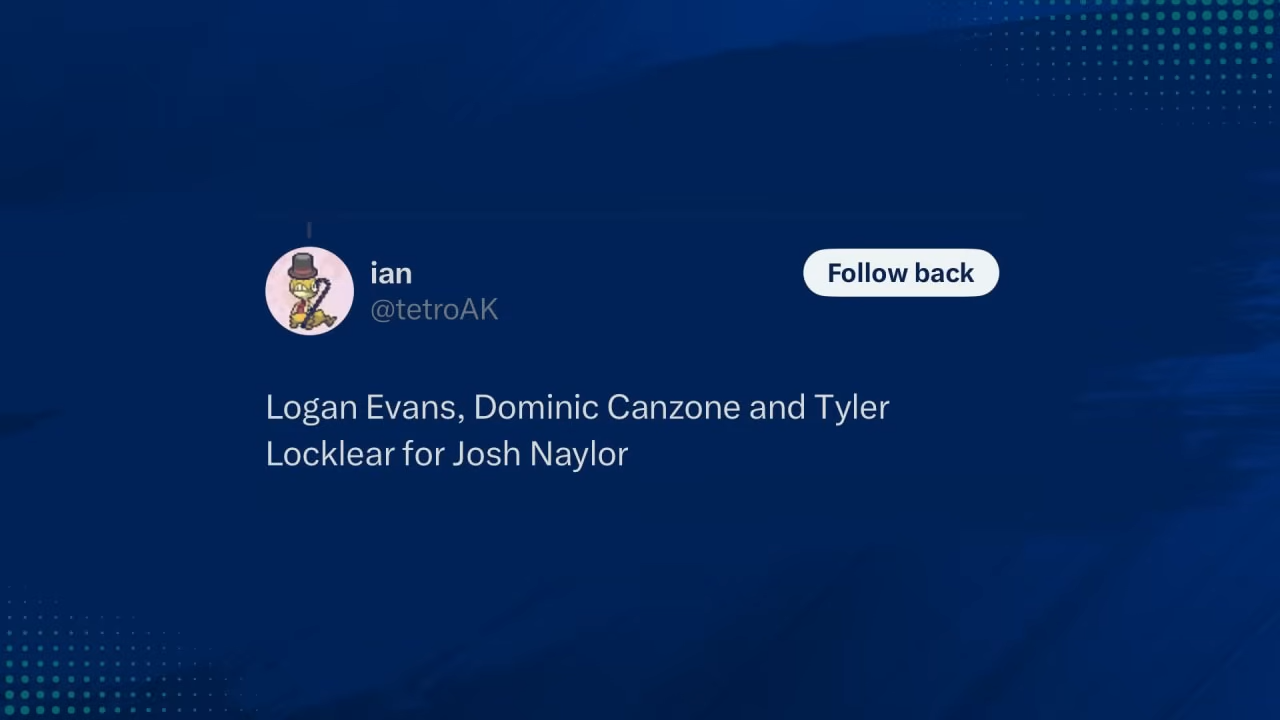 ian
@tetroAK
Follow back
Logan Evans, Dominic Canzone and Tyler
Locklear for Josh Naylor